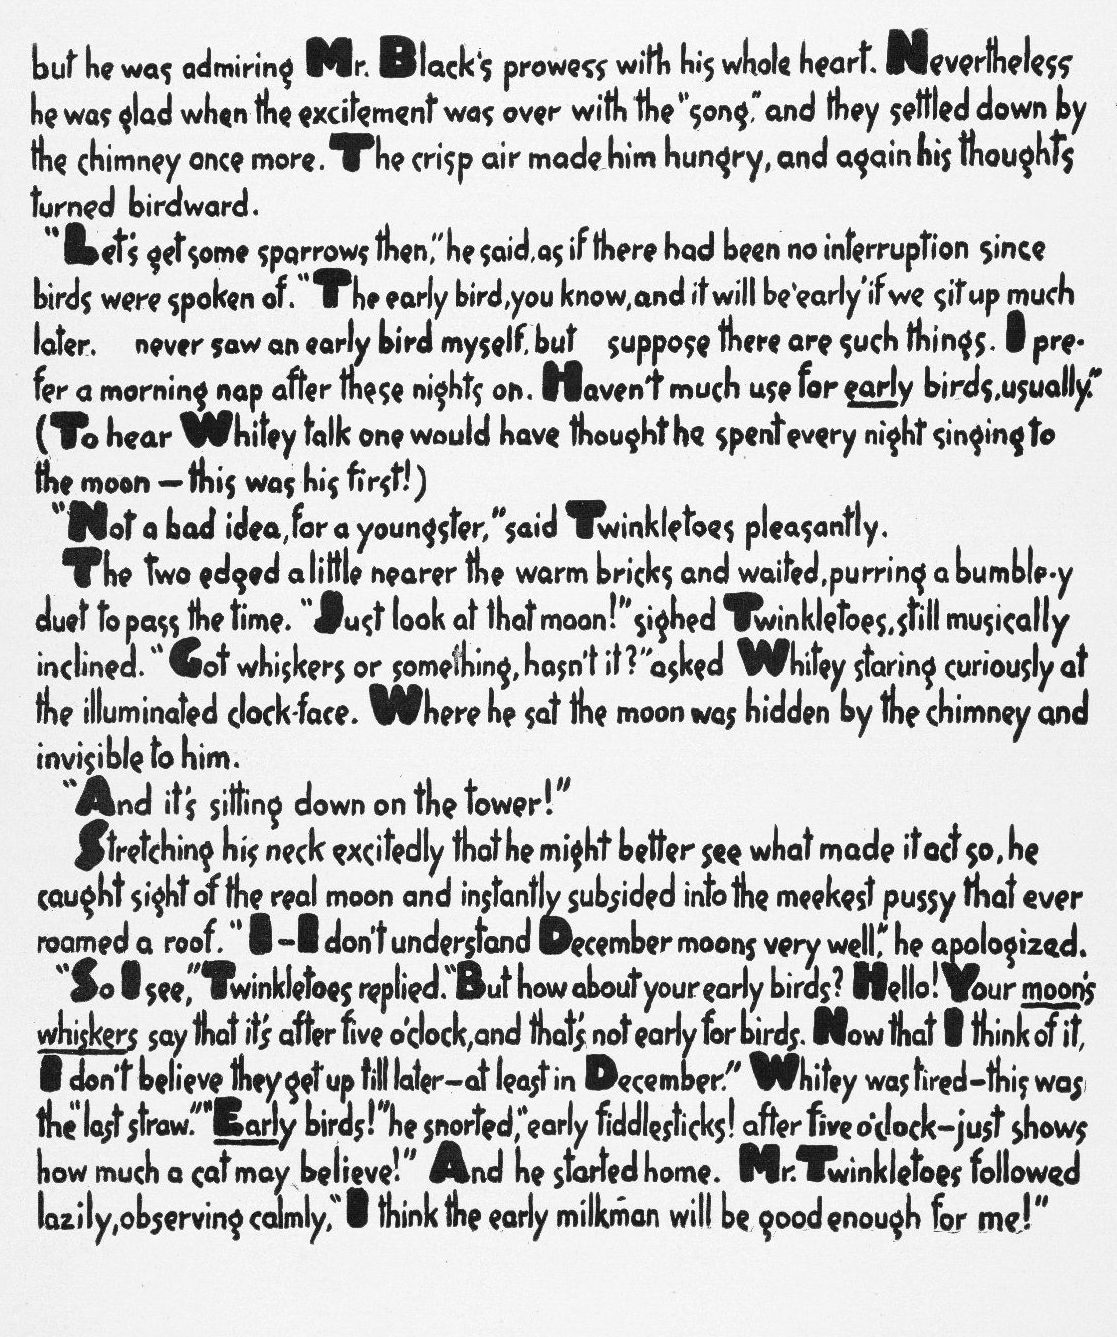 but he was admiring Mr. Black's prowess with his whole heart. Nevertheless
he was glad when the excitement was over with the "song," and they settled down by
the chimney once more. The crisp air made him hungry, and again his thoughts
turned birdward.
"Let's get some sparrows then," he said, as if there had been no interruption since
birds were spoken of. "The early bird, you know, and it will be 'early' if we sit up much
later. never saw an early bird myself, but suppose there are such things. I pre-
fer a morning nap after these nights on. Haven't much use for early birds, usually."
(To hear Whitey talk one would have thought he spent every night singing to
the moon — this was his first!)
"Not a bad idea, for a youngster," said Twinkletoes pleasantly.
The two edged a little nearer the warm bricks and waited, purring a bumble-y
duet to pass the time. "Just look at that moon!" sighed Twinkletoes, still musically
inclined. "Got whiskers or something, hasn't it?" asked Whitey staring curiously at
the illuminated clock-face. Where he sat the moon was hidden by the chimney and
invisible to him.
"And it's sitting down on the tower!"
Stretching his neck excitedly that he might better see what made it act so, he
caught sight of the real moon and instantly subsided into the meekest pussy that ever
roamed a roof. "I-I don't understand December moons very well," he apologized.
"So I see," Twinkletoes replied. "But how about your early birds? Hello! Your moon's
whiskers say that it's after five o'clock, and that's not early for birds. Now that I think of it,
I don't believe they get up till later—at least in December." Whitey was tired—this was
the "last straw." "Early birds!" he snorted, "early fiddlesticks! after five o'clock—just shows
how much a cat may believe!" And he started home. Mr. Twinkletoes followed
lazily, observing calmly, "I think the early milkman will be good enough for me!"